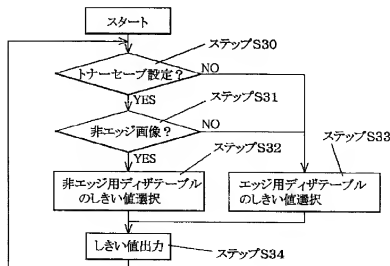 スタート
ステップS30
トナーセーブ設定?
NO
YES
ステップS31
非エッジ画像?
NO
YES
ステップS32
ステップS33
非エッジ用ディザテーブル
のしきい値選択
エッジ用ディザテーブル
のしきい値選択
しきい値出力
ステップS34